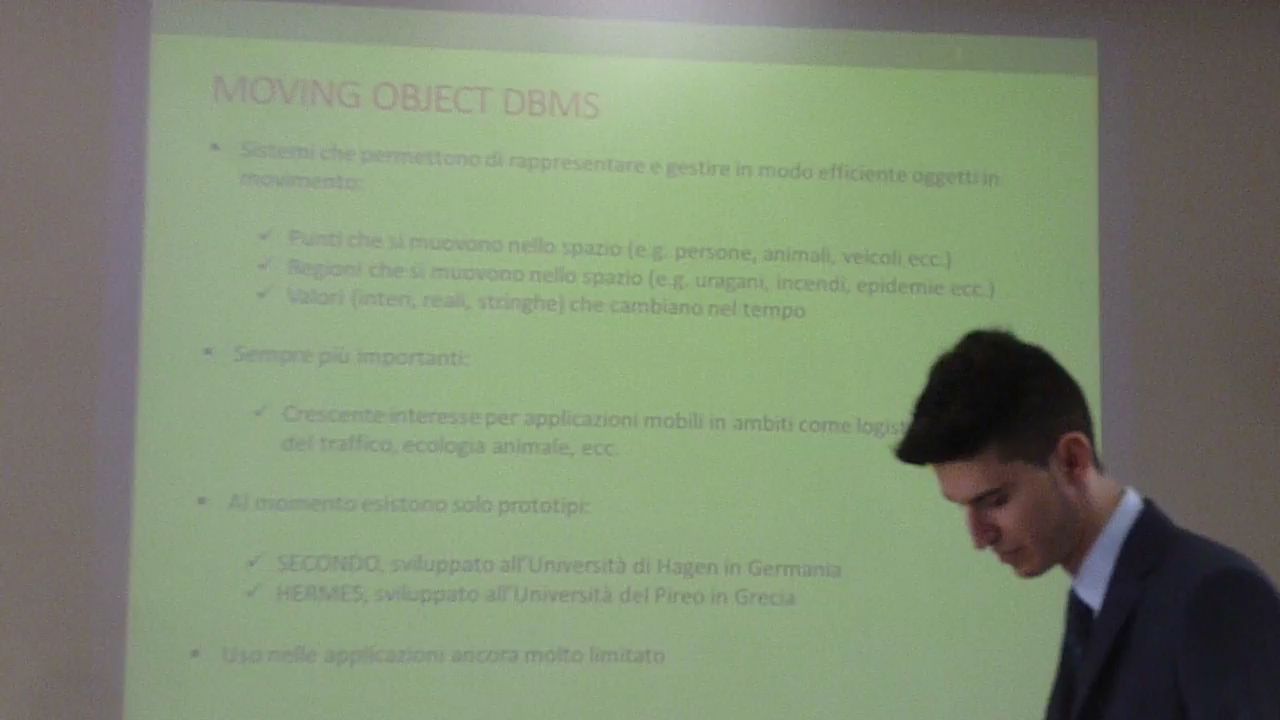 MOVING OBJECT DBMS
▪ Sistemi che permettono di rappresentare e gestire in modo efficiente oggetti in
movimento:
✓ Punti che si muovono nello spazio (e.g. persone, animali, veicoli ecc.)
✓ Regioni che si muovono nello spazio (e.g. uragani, incendi, epidemie ecc.)
✓ Valori (interi, reali, stringhe) che cambiano nel tempo
▪ Sempre più importanti:
✓ Crescente interesse per applicazioni mobili in ambiti come logist
del traffico, ecologia animale, ecc.
▪ Al momento esistono solo prototipi:
✓ SECONDO, sviluppato all'Università di Hagen in Germania
✓ HERMES, sviluppato all'Università del Pireo in Grecia
▪ Uso nelle applicazioni ancora molto limitato